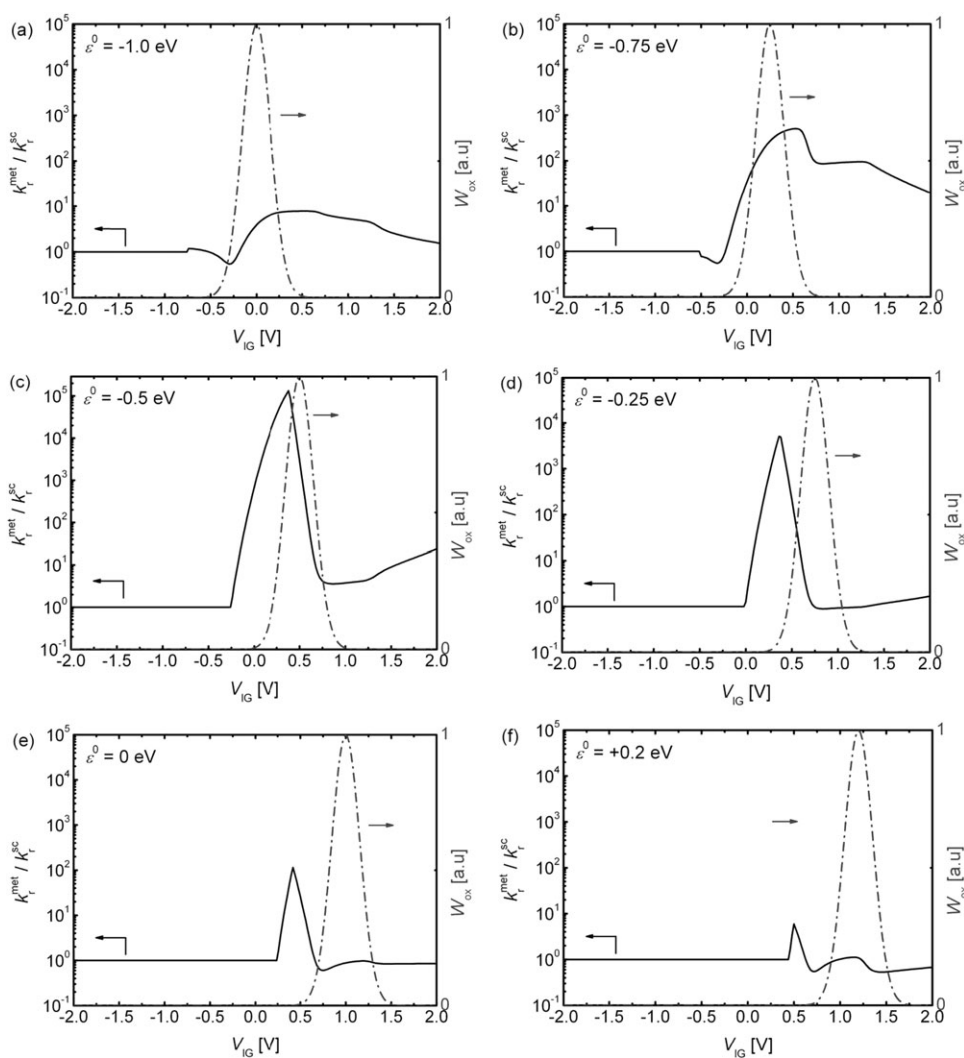 (a)
ε⁰ = -1.0 eV
10⁵
10⁴
10³
10²
10¹
10⁰
10⁻¹
k_r^met / k_r^sc
1
0
W_ox [a.u]
-2.0 -1.5 -1.0 -0.5 0.0 0.5 1.0 1.5 2.0
V_IG [V]
(b)
ε⁰ = -0.75 eV
10⁵
10⁴
10³
10²
10¹
10⁰
10⁻¹
k_r^met / k_r^sc
1
0
W_ox [a.u]
-2.0 -1.5 -1.0 -0.5 0.0 0.5 1.0 1.5 2.0
V_IG [V]
(c)
ε⁰ = -0.5 eV
10⁵
10⁴
10³
10²
10¹
10⁰
10⁻¹
k_r^met / k_r^sc
1
0
W_ox [a.u]
-2.0 -1.5 -1.0 -0.5 0.0 0.5 1.0 1.5 2.0
V_IG [V]
(d)
ε⁰ = -0.25 eV
10⁵
10⁴
10³
10²
10¹
10⁰
10⁻¹
k_r^met / k_r^sc
1
0
W_ox [a.u]
-2.0 -1.5 -1.0 -0.5 0.0 0.5 1.0 1.5 2.0
V_IG [V]
(e)
ε⁰ = 0 eV
10⁵
10⁴
10³
10²
10¹
10⁰
10⁻¹
k_r^met / k_r^sc
1
0
W_ox [a.u]
-2.0 -1.5 -1.0 -0.5 0.0 0.5 1.0 1.5 2.0
V_IG [V]
(f)
ε⁰ = +0.2 eV
10⁵
10⁴
10³
10²
10¹
10⁰
10⁻¹
k_r^met / k_r^sc
1
0
W_ox [a.u]
-2.0 -1.5 -1.0 -0.5 0.0 0.5 1.0 1.5 2.0
V_IG [V]